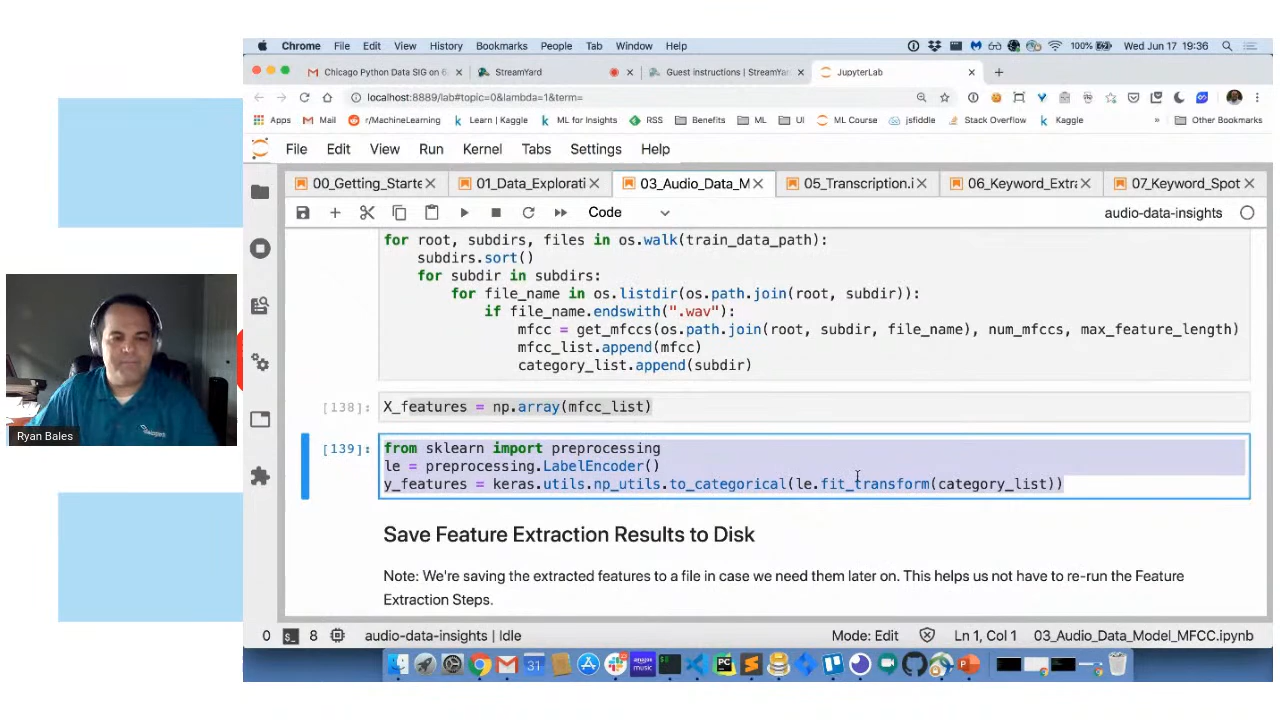 Chrome File Edit View History Bookmarks People Tab Window Help 100% Wed Jun 17 19:36
Chicago Python Data SIG on 6 StreamYard Guest Instructions | StreamYar JupyterLab
localhost:8889/lab#topic=0&lambda=1&term=
Apps Mail r/MachineLearning Learn | Kaggle ML for Insights RSS Benefits ML UI ML Course jsfiddle Stack Overflow Kaggle » Other Bookmarks
File Edit View Run Kernel Tabs Settings Help
00_Getting_Starte 01_Data_Explorati 03_Audio_Data_M 05_Transcription.i 06_Keyword_Extra 07_Keyword_Spot
Code audio-data-insights
for root, subdirs, files in os.walk(train_data_path):
subdirs.sort()
for subdir in subdirs:
for file_name in os.listdir(os.path.join(root, subdir)):
if file_name.endswith(".wav"):
mfcc = get_mfccs(os.path.join(root, subdir, file_name), num_mfccs, max_feature_length)
mfcc_list.append(mfcc)
category_list.append(subdir)
[138]: X_features = np.array(mfcc_list)
[139]: from sklearn import preprocessing
le = preprocessing.LabelEncoder()
y_features = keras.utils.np_utils.to_categorical(le.fit_transform(category_list))
Save Feature Extraction Results to Disk
Note: We're saving the extracted features to a file in case we need them later on. This helps us not have to re-run the Feature
Extraction Steps.
0 8 audio-data-insights | Idle Mode: Edit Ln 1, Col 1 03_Audio_Data_Model_MFCC.ipynb
Ryan Bales